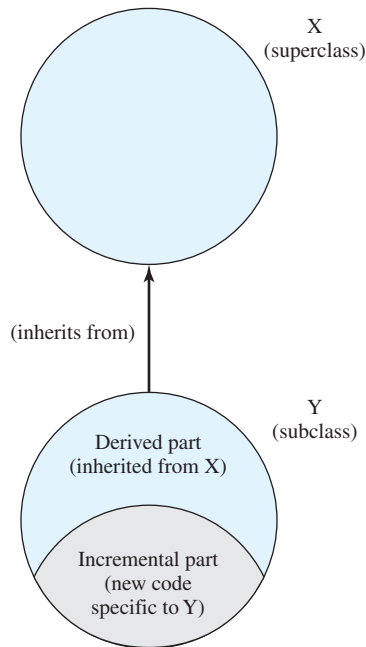 X
(superclass)
(inherits from)
Y
(subclass)
Derived part
(inherited from X)
Incremental part
(new code
specific to Y)